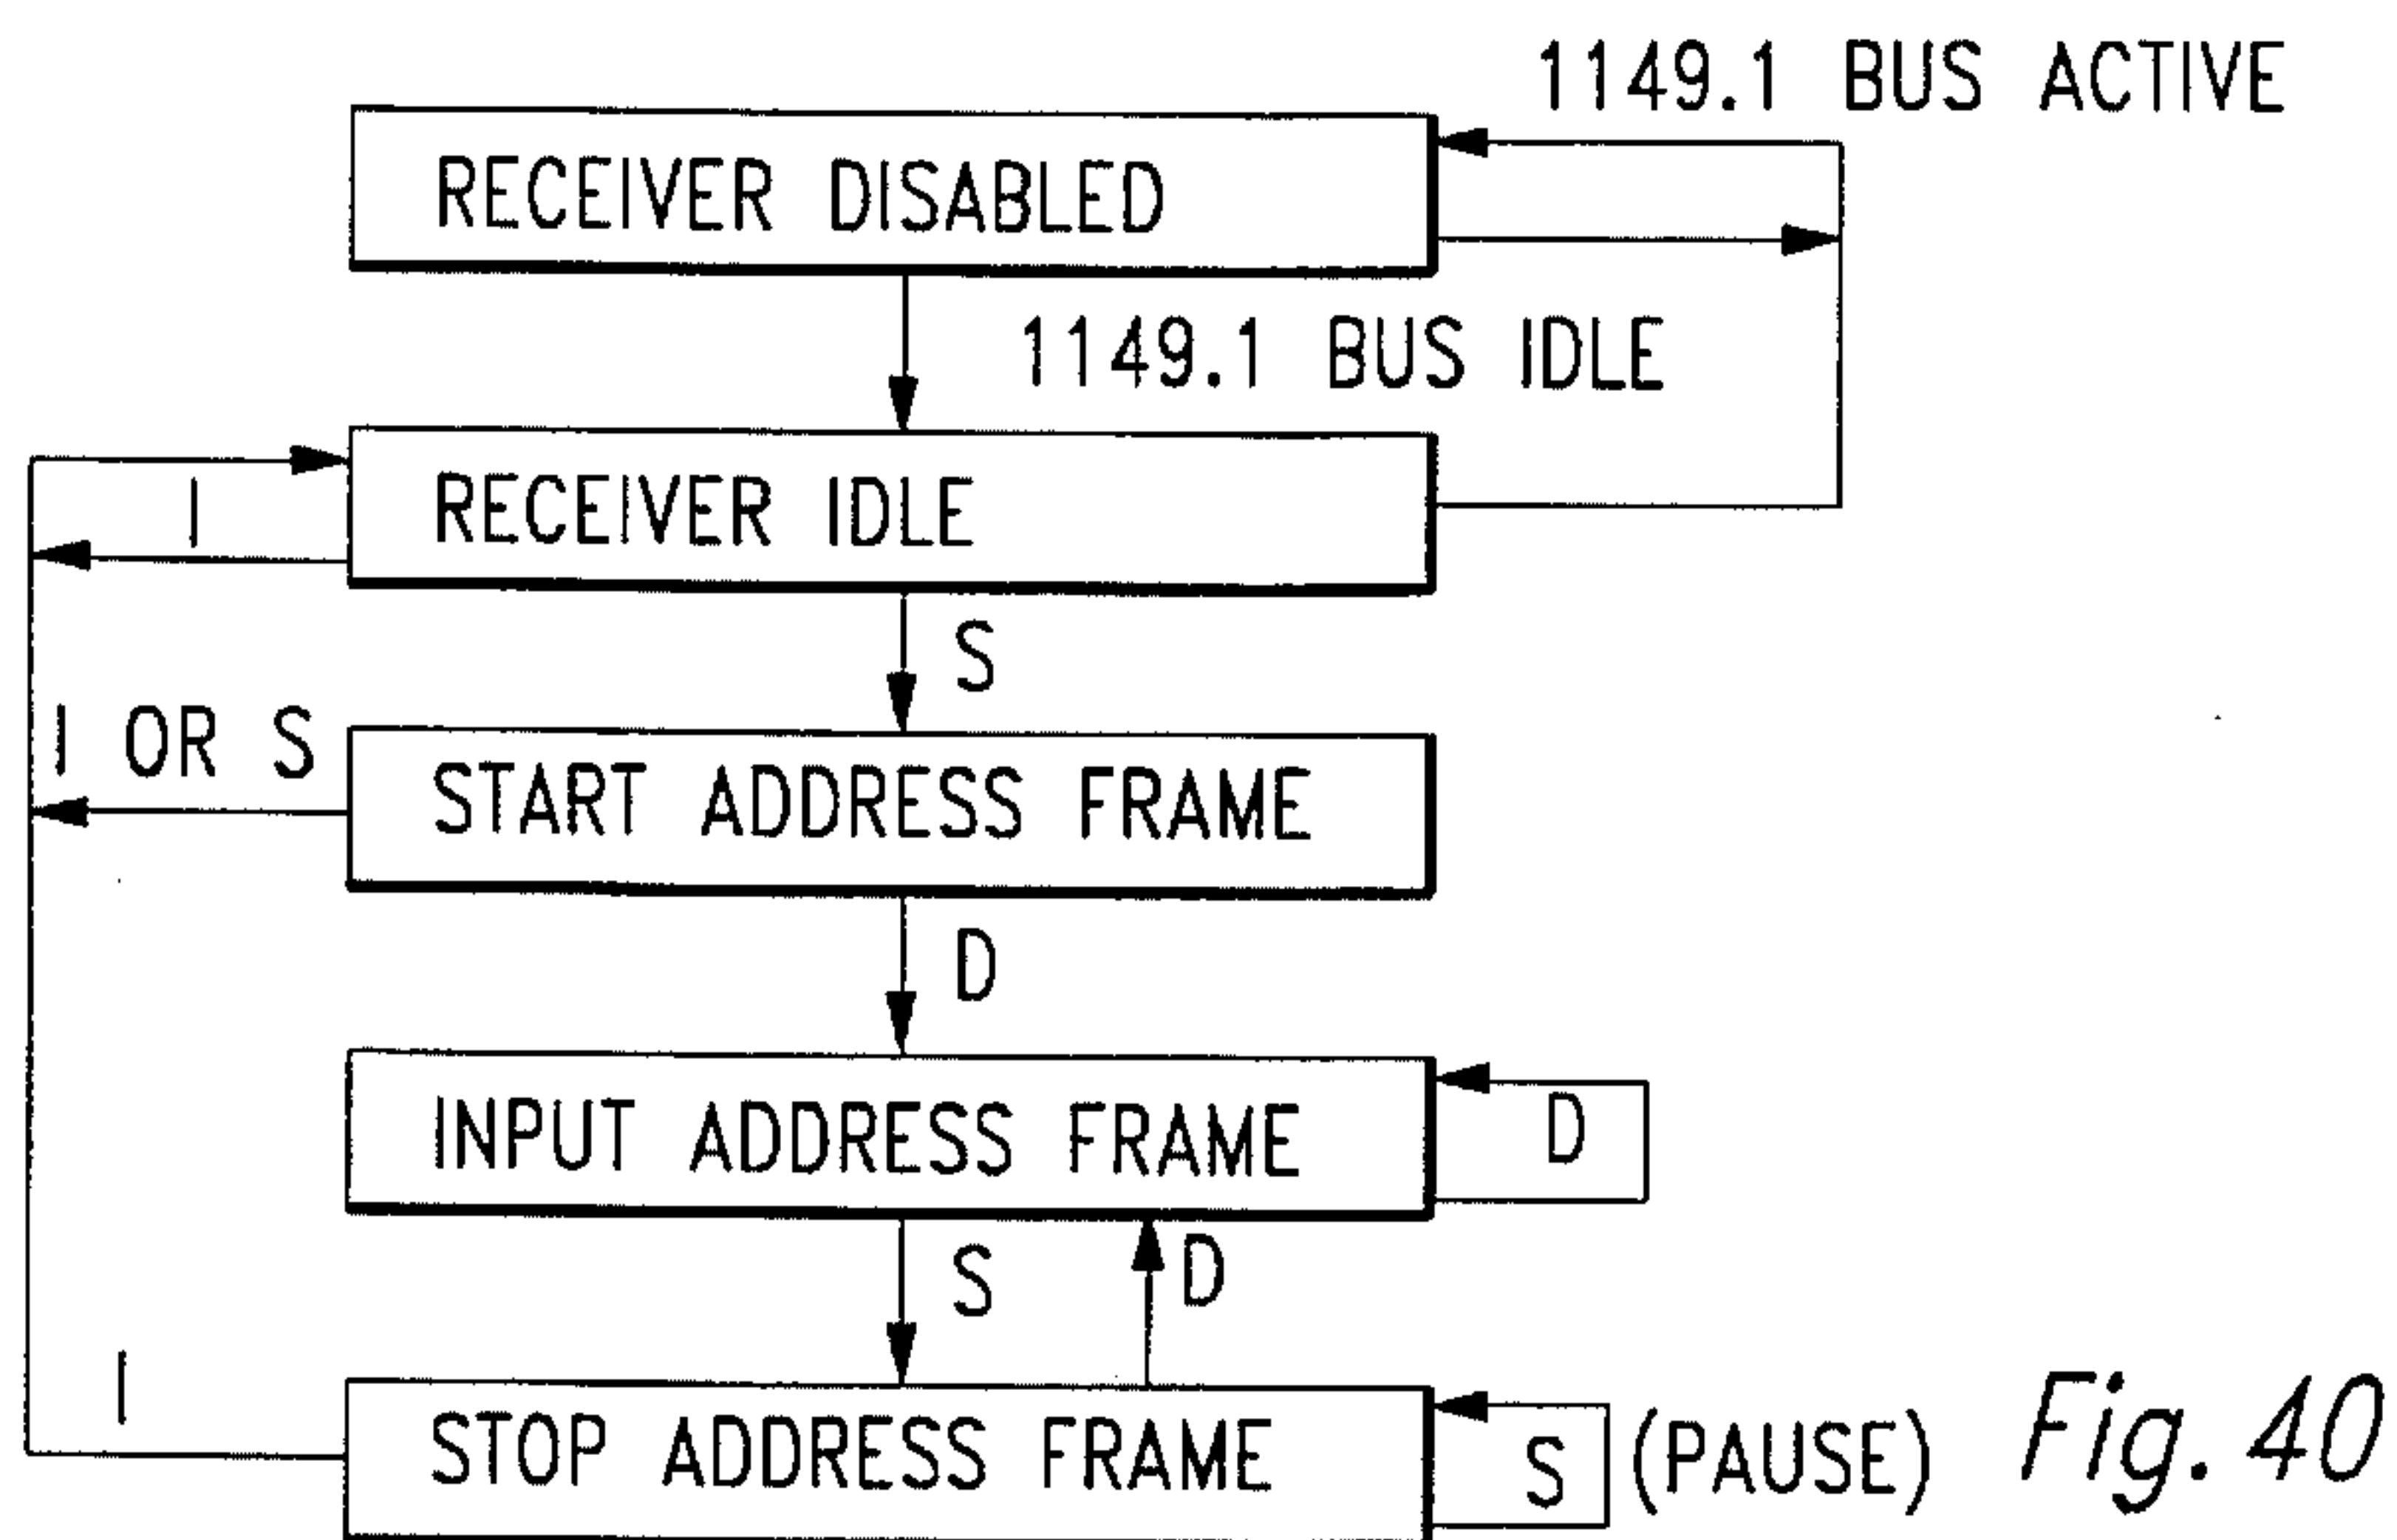 1149.1 BUS ACTIVE
RECEIVER DISABLED
1149.1 BUS IDLE
I
RECEIVER IDLE
S
I OR S
START ADDRESS FRAME
D
INPUT ADDRESS FRAME
D
S
D
I
STOP ADDRESS FRAME
S
(PAUSE)
Fig. 40